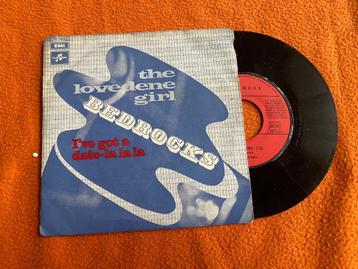 EMI
the
lovedene
girl
BEDROCKS
I've got a
date-la la la